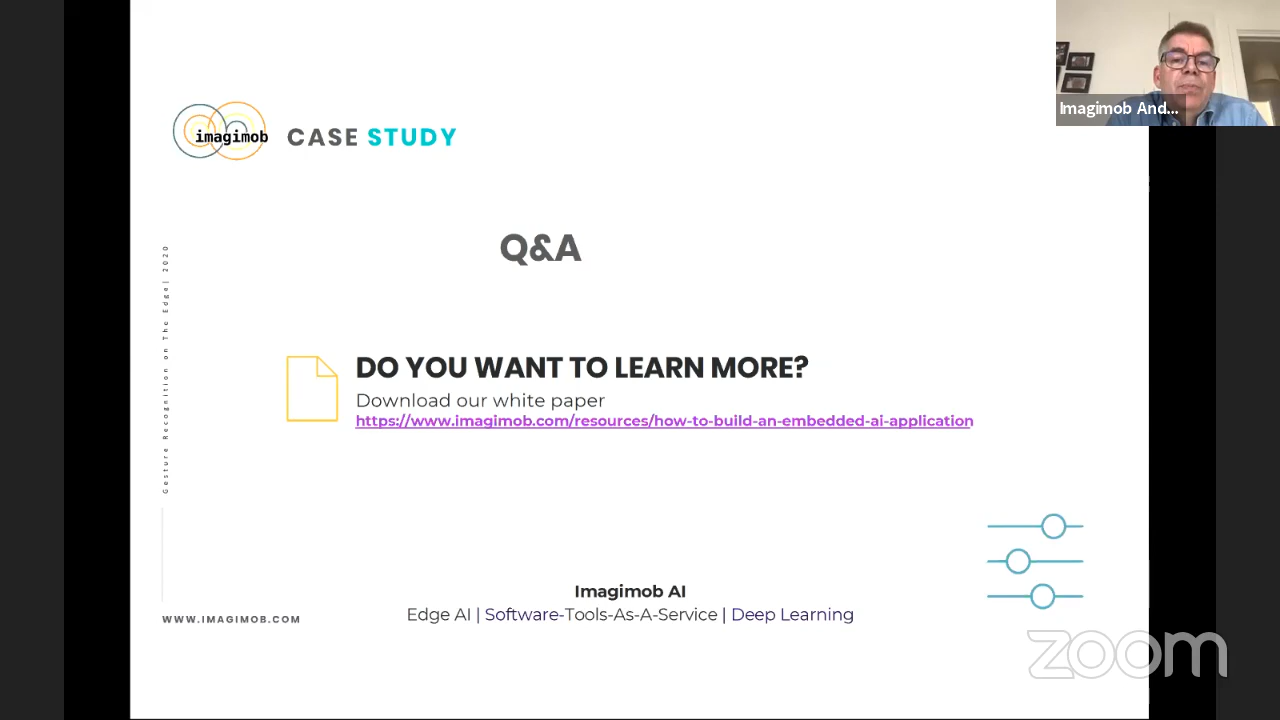 Imagimob And...
imagimob
CASE STUDY
Q&A
Gesture Recognition on The Edge| 2020
DO YOU WANT TO LEARN MORE?
Download our white paper
https://www.imagimob.com/resources/how-to-build-an-embedded-ai-application
Imagimob AI
Edge AI | Software-Tools-As-A-Service | Deep Learning
WWW.IMAGIMOB.COM
zoom